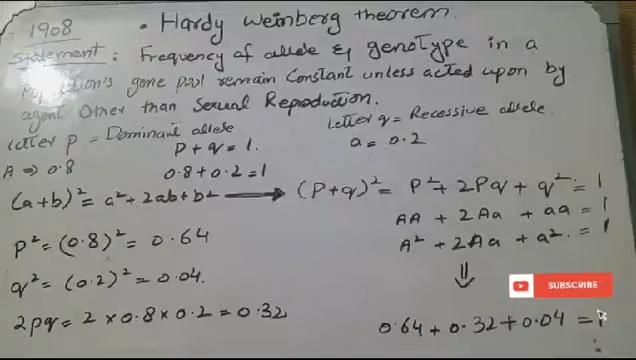 1908
• Hardy Weinberg theorem.
Statement : Frequency of allele & genotype in a
Population's gene pool remain Constant unless acted upon by
agent Other than Sexual Reproduction.
Letter P = Dominant allele
Letter q = Recessive allele.
A ⇒ 0.8
P + q = 1.
a = 0.2
0.8 + 0.2 = 1
(a+b)² = a² + 2ab + b² → (P+q)² = P² + 2Pq + q² = 1
AA + 2Aa + aa = 1
P² = (0.8)² = 0.64
A² + 2Aa + a² = 1
⇓
q² = (0.2)² = 0.04.
SUBSCRIBE
2pq = 2 × 0.8 × 0.2 = 0.32
0.64 + 0.32 + 0.04 = 1